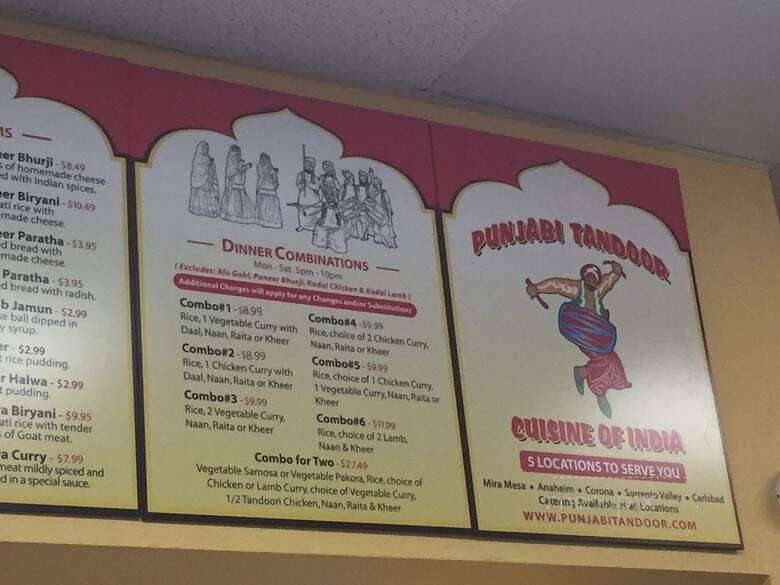 MS
er Bhurji - $8.49
s of homemade cheese
d with Indian spices.
er Biryani - $10.49
ati rice with
made cheese.
er Paratha - $3.95
d bread with
made cheese.
Paratha - $3.95
d bread with radish.
b Jamun - $2.99
se ball dipped in
y syrup.
er - $2.99
t rice pudding.
r Halwa - $2.99
t pudding.
a Biryani - $9.95
ati rice with tender
s of Goat meat.
a Curry - $7.99
meat mildly spiced and
d in a special sauce.
DINNER COMBINATIONS
Mon - Sat 5pm - 10pm
(Excludes: Alu Gobi, Paneer Bhurji, Kadai Chicken & Kadai Lamb)
Additional Charges will apply for any Changes and/or Substitutions
Combo#1 - $8.99
Rice, 1 Vegetable Curry with
Daal, Naan, Raita or Kheer
Combo#2 - $8.99
Rice, 1 Chicken Curry with
Daal, Naan, Raita or Kheer
Combo#3 - $9.99
Rice, 2 Vegetable Curry,
Naan, Raita or Kheer
Combo#4 - $9.99
Rice, choice of 2 Chicken Curry,
Naan, Raita or Kheer
Combo#5 - $9.99
Rice, choice of 1 Chicken Curry,
1 Vegetable Curry, Naan, Raita or
Kheer
Combo#6 - $11.99
Rice, choice of 2 Lamb,
Naan & Kheer
Combo for Two - $27.49
Vegetable Samosa or Vegetable Pakora, Rice, choice of
Chicken or Lamb Curry, choice of Vegetable Curry,
1/2 Tandoori Chicken, Naan, Raita & Kheer
PUNJABI TANDOOR
CUISINE OF INDIA
5 LOCATIONS TO SERVE YOU
Mira Mesa • Anaheim • Corona • Sorrento Valley • Carlsbad
Catering Available at all Locations
WWW.PUNJABITANDOOR.COM